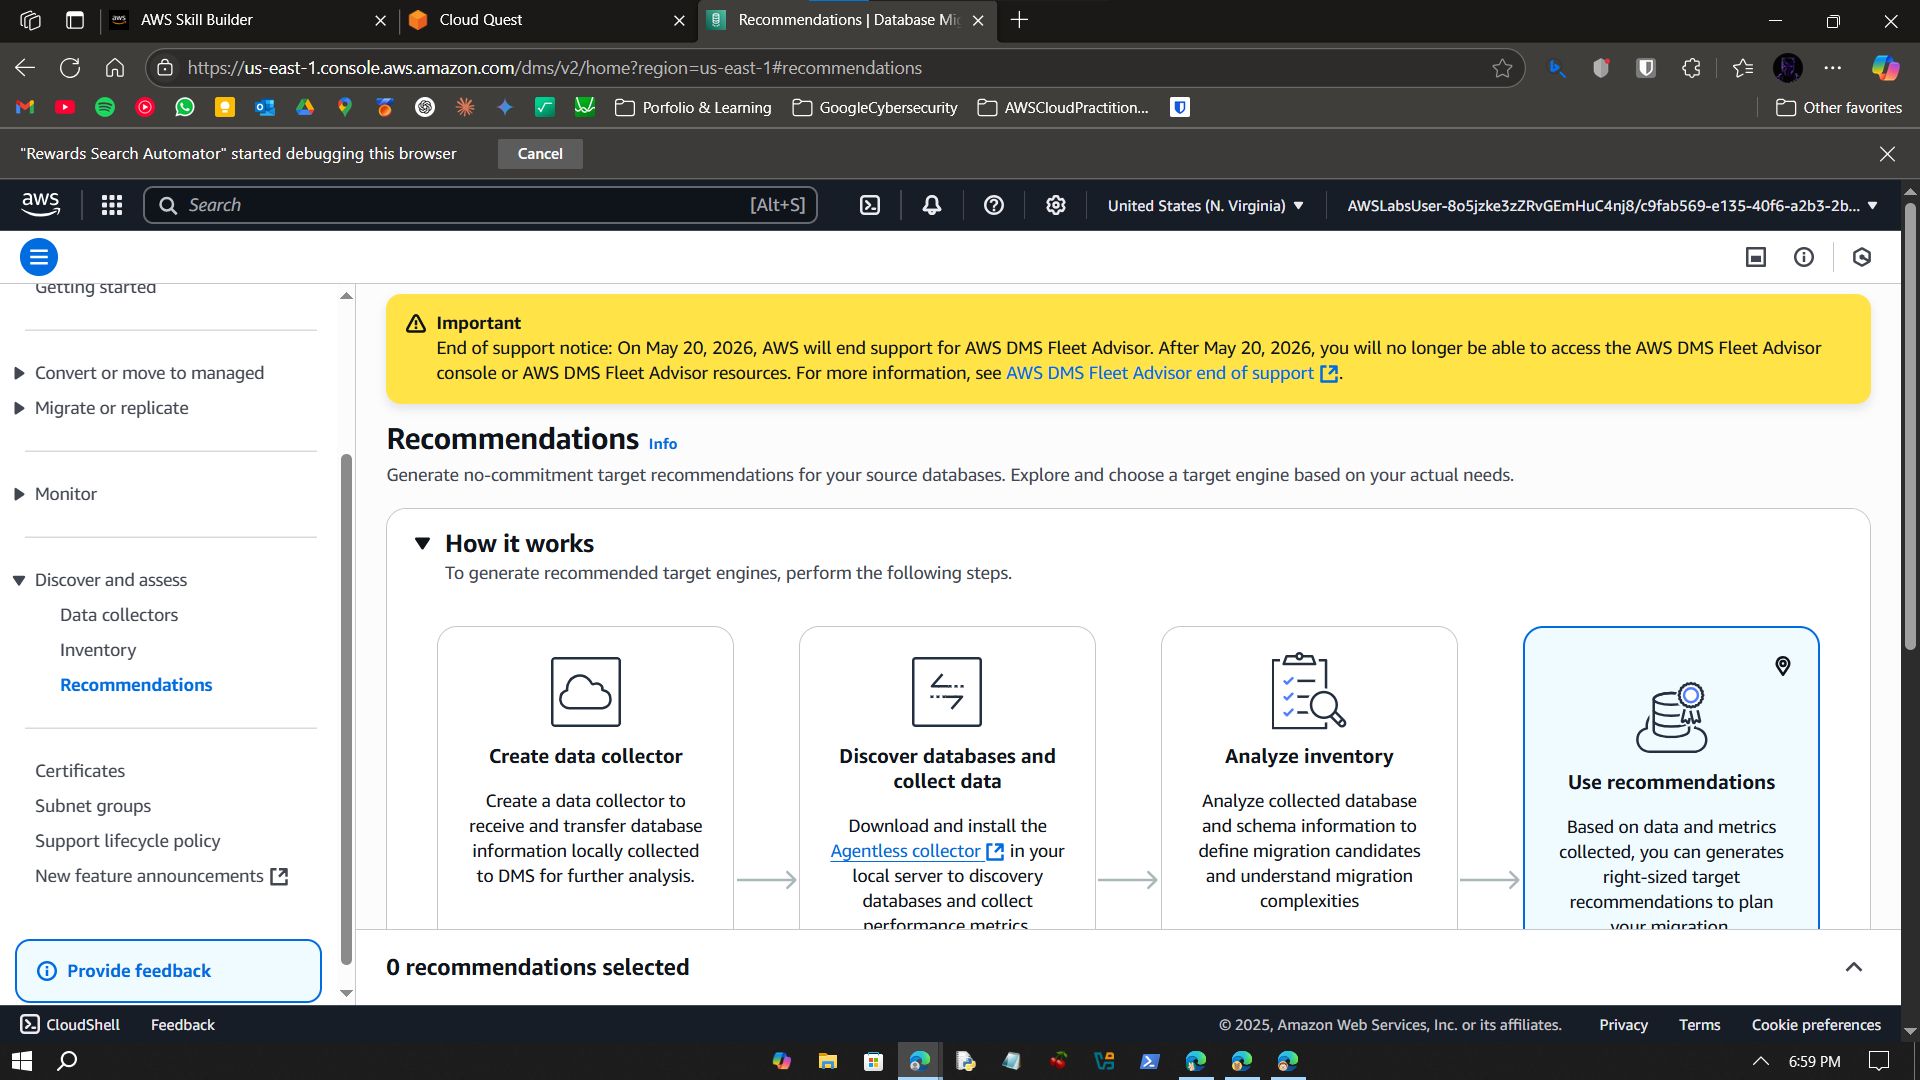 AWS Skill Builder
Cloud Quest
Recommendations | Database Mi
https://us-east-1.console.aws.amazon.com/dms/v2/home?region=us-east-1#recommendations
Porfolio & Learning
GoogleCybersecurity
AWSCloudPractition...
Other favorites
"Rewards Search Automator" started debugging this browser
Cancel
aws
Search
[Alt+S]
United States (N. Virginia)
AWSLabsUser-8o5jzke3zZRvGEmHuC4nj8/c9fab569-e135-40f6-a2b3-2b...
Getting started
Convert or move to managed
Migrate or replicate
Monitor
Discover and assess
Data collectors
Inventory
Recommendations
Certificates
Subnet groups
Support lifecycle policy
New feature announcements
Provide feedback
Important
End of support notice: On May 20, 2026, AWS will end support for AWS DMS Fleet Advisor. After May 20, 2026, you will no longer be able to access the AWS DMS Fleet Advisor
console or AWS DMS Fleet Advisor resources. For more information, see AWS DMS Fleet Advisor end of support.
Recommendations Info
Generate no-commitment target recommendations for your source databases. Explore and choose a target engine based on your actual needs.
How it works
To generate recommended target engines, perform the following steps.
Create data collector
Create a data collector to
receive and transfer database
information locally collected
to DMS for further analysis.
Discover databases and
collect data
Download and install the
Agentless collector in your
local server to discovery
databases and collect
performance metrics
Analyze inventory
Analyze collected database
and schema information to
define migration candidates
and understand migration
complexities
Use recommendations
Based on data and metrics
collected, you can generates
right-sized target
recommendations to plan
your migration
0 recommendations selected
CloudShell
Feedback
© 2025, Amazon Web Services, Inc. or its affiliates.
Privacy
Terms
Cookie preferences
6:59 PM